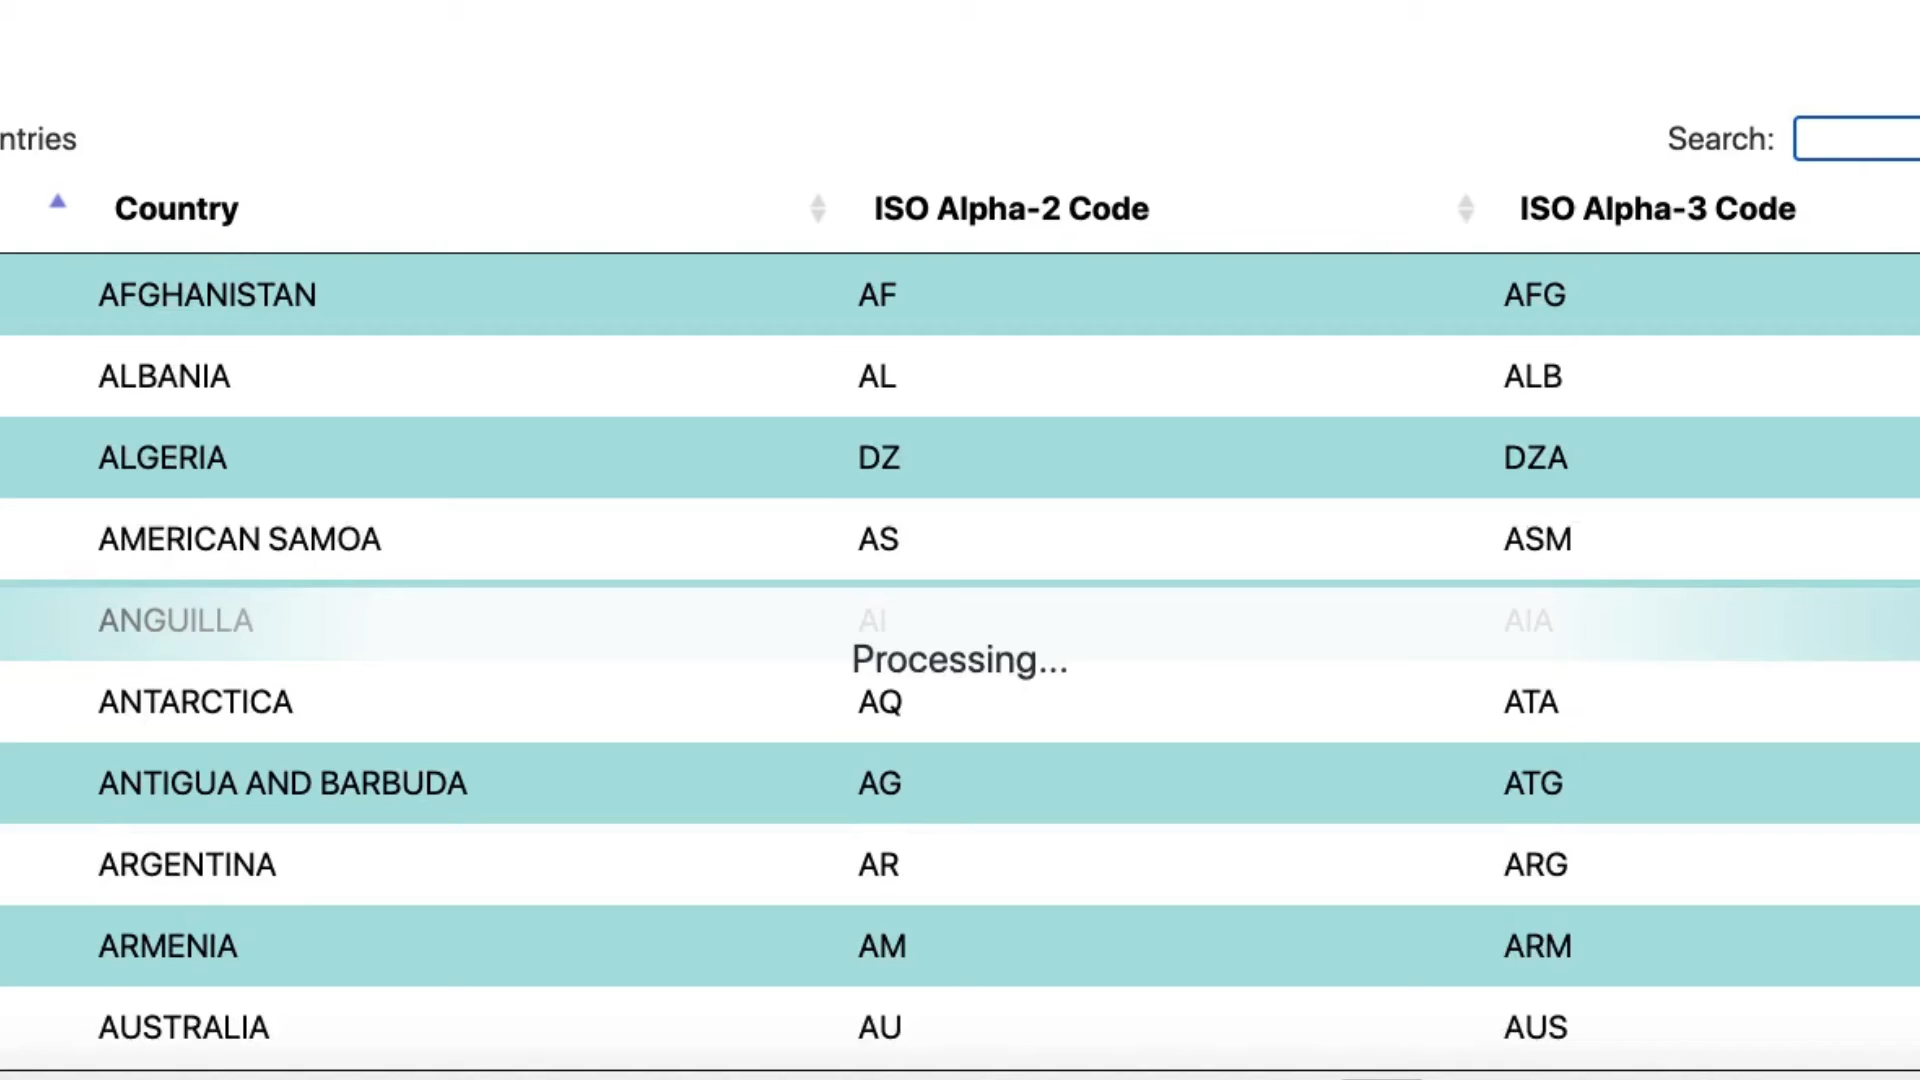 ntries Search:
Country ISO Alpha-2 Code ISO Alpha-3 Code
AFGHANISTAN AF AFG
ALBANIA AL ALB
ALGERIA DZ DZA
AMERICAN SAMOA AS ASM
ANGUILLA AI AIA
Processing...
ANTARCTICA AQ ATA
ANTIGUA AND BARBUDA AG ATG
ARGENTINA AR ARG
ARMENIA AM ARM
AUSTRALIA AU AUS